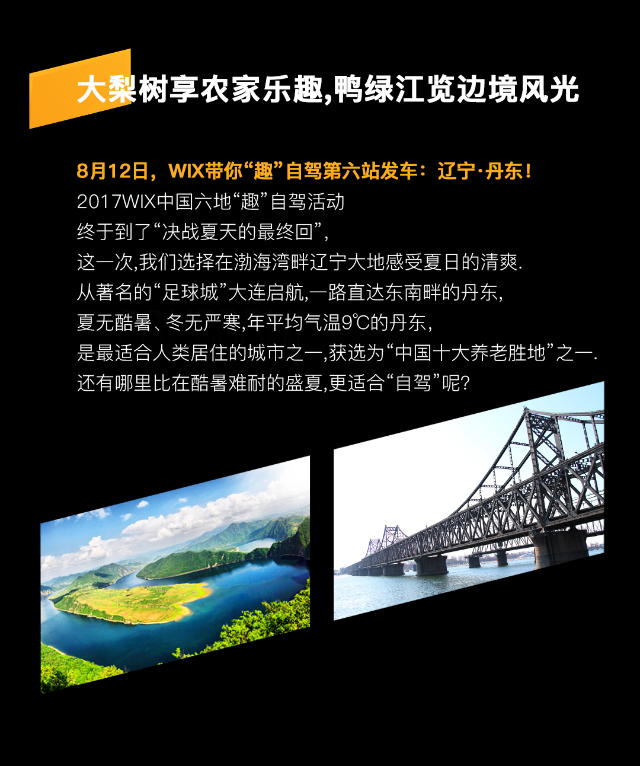 大梨树享农家乐趣,鸭绿江览边境风光
8月12日，WIX带你“趣”自驾第六站发车：辽宁·丹东！
2017WIX中国六地“趣”自驾活动
终于到了“决战夏天的最终回”，
这一次,我们选择在渤海湾畔辽宁大地感受夏日的清爽.
从著名的“足球城”大连启航,一路直达东南畔的丹东,
夏无酷暑、冬无严寒,年平均气温9℃的丹东,
是最适合人类居住的城市之一,获选为“中国十大养老胜地”之一.
还有哪里比在酷暑难耐的盛夏,更适合“自驾”呢?